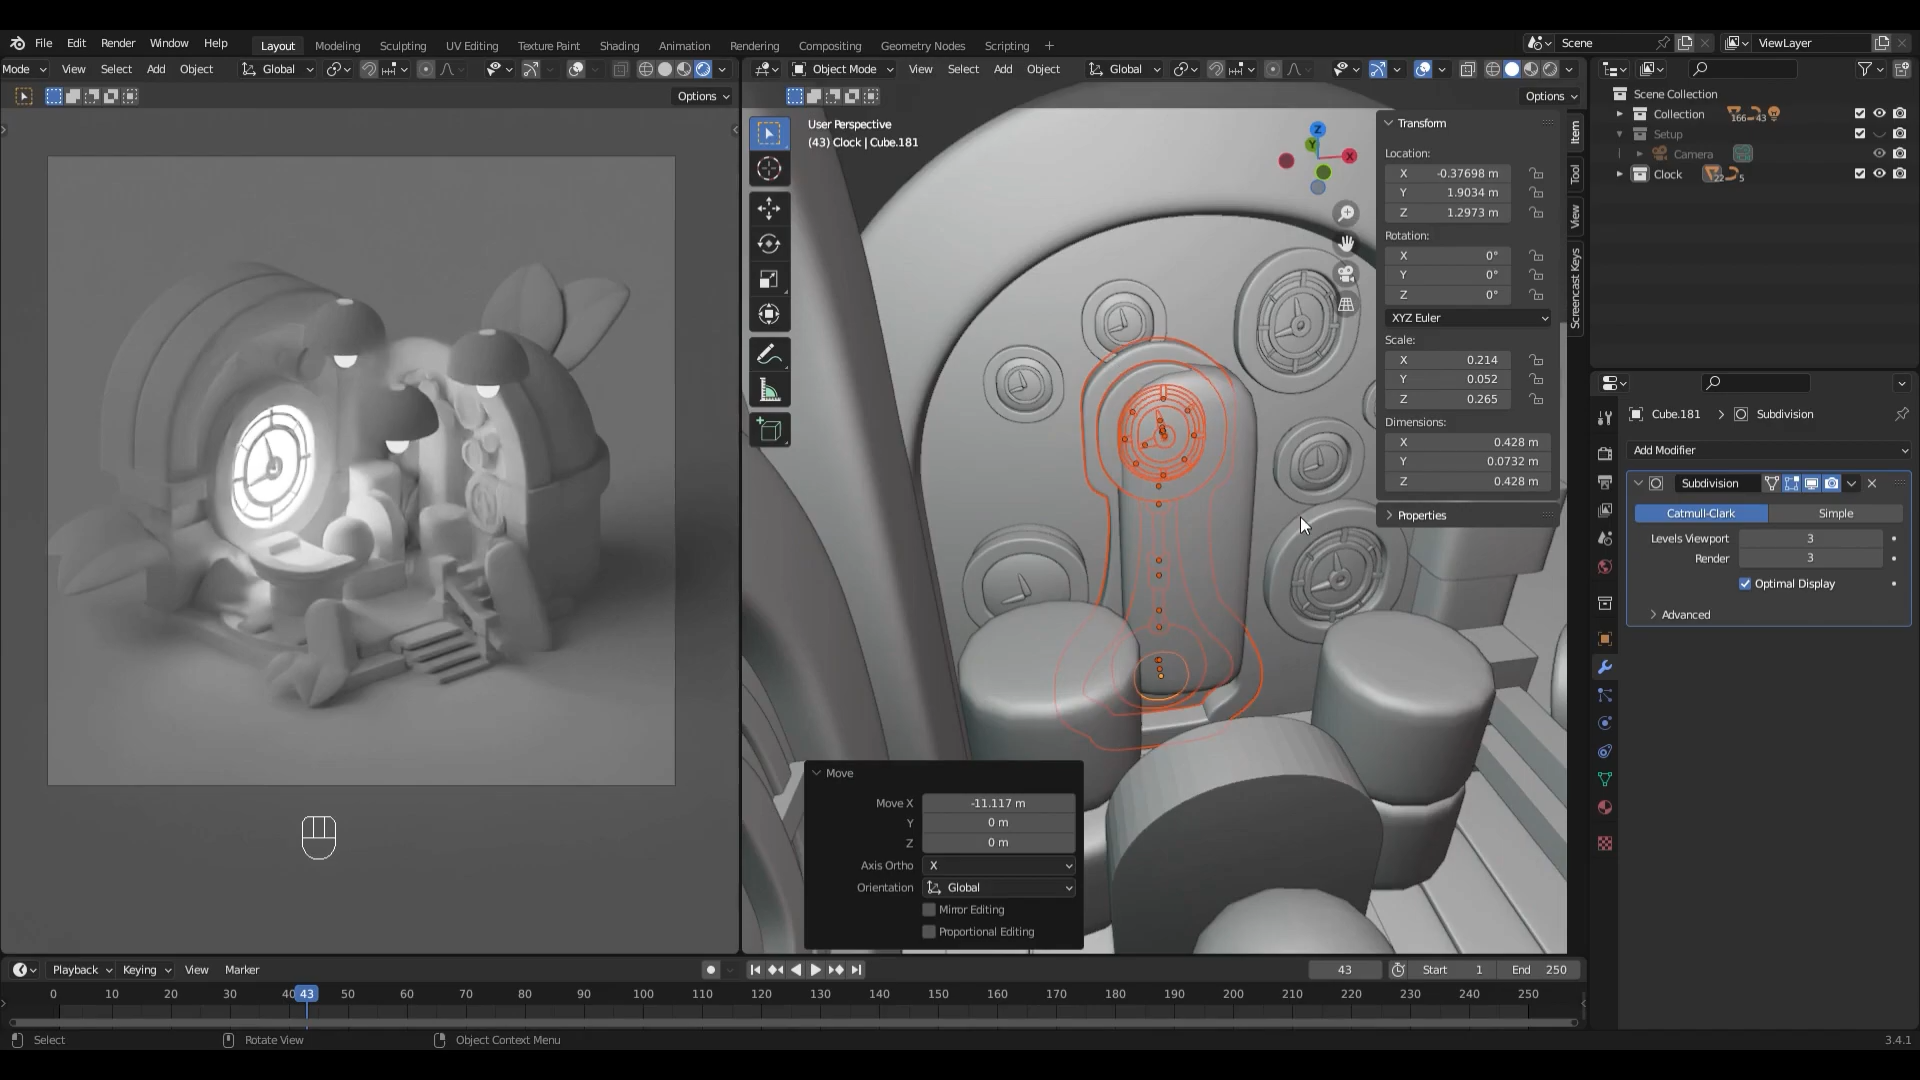 File Edit Render Window Help Layout Modeling Sculpting UV Editing Texture Paint Shading Animation Rendering Compositing Geometry Nodes Scripting + Scene ViewLayer
Mode View Select Add Object Global Object Mode View Select Add Object Global
Options Options
User Perspective
(43) Clock | Cube.181
Z
Y
X
Transform
Location:
X -0.37698 m
Y 1.9034 m
Z 1.2973 m
Rotation:
X 0°
Y 0°
Z 0°
XYZ Euler
Scale:
X 0.214
Y 0.052
Z 0.265
Dimensions:
X 0.428 m
Y 0.0732 m
Z 0.428 m
Properties
Item
Tool
View
Screencast Keys
Scene Collection
Collection 166 43
Setup
Camera
Clock 22 5
Cube.181 Subdivision
Add Modifier
Subdivision
Catmull-Clark Simple
Levels Viewport 3
Render 3
Optimal Display
Advanced
Move
Move X -11.117 m
Y 0 m
Z 0 m
Axis Ortho X
Orientation Global
Mirror Editing
Proportional Editing
Playback Keying View Marker 43 Start 1 End 250
0 10 20 30 40 43 50 60 70 80 90 100 110 120 130 140 150 160 170 180 190 200 210 220 230 240 250
Select Rotate View Object Context Menu 3.4.1